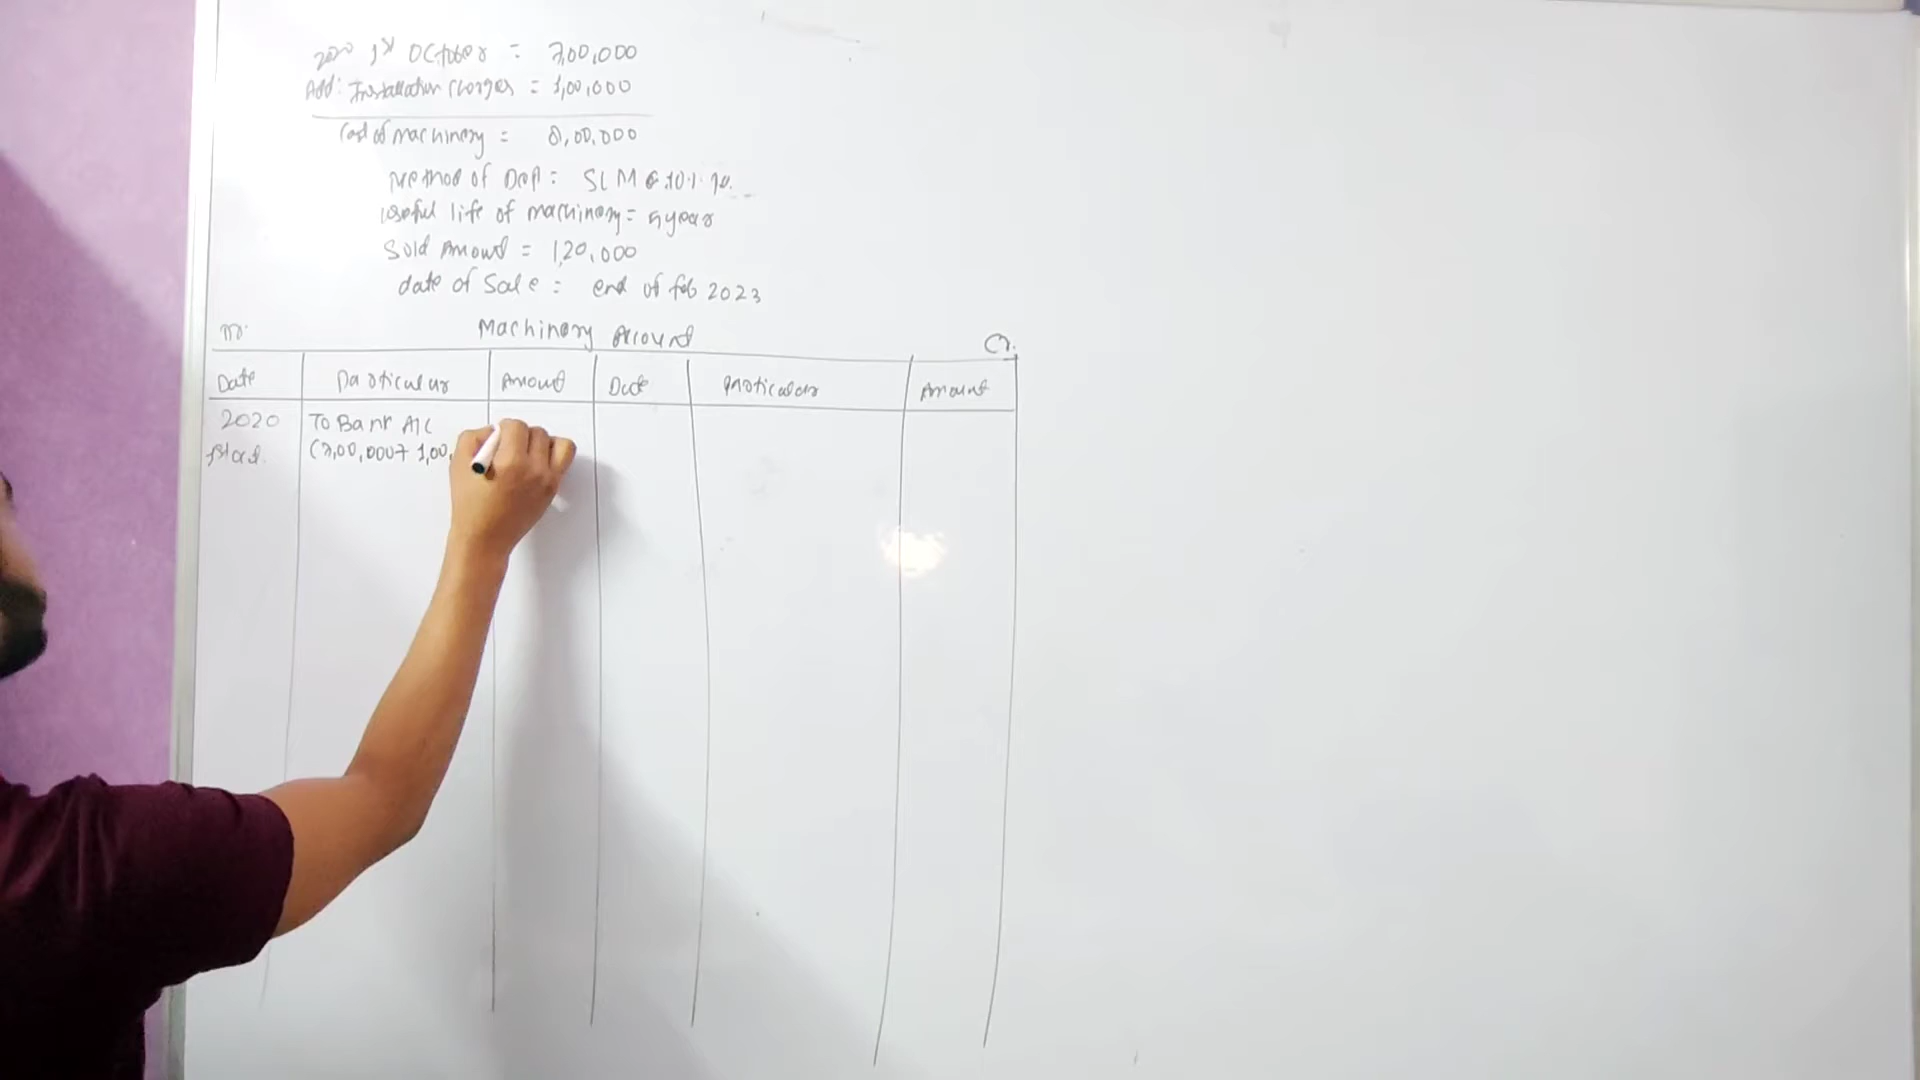 2020 1st October = 7,00,000
Add: Installation Charges = 1,00,000
Cost of machinery = 8,00,000
Method of Dep = SLM @ 10%
Useful life of machinery = 5 year
Sold Amount = 1,20,000
date of Sale = end of feb 2023
Dr. Machinery Account Cr.
Date Particular Amount Date Particular Amount
2020 To Bank A/C
1st Oct. (7,00,000+ 1,00,